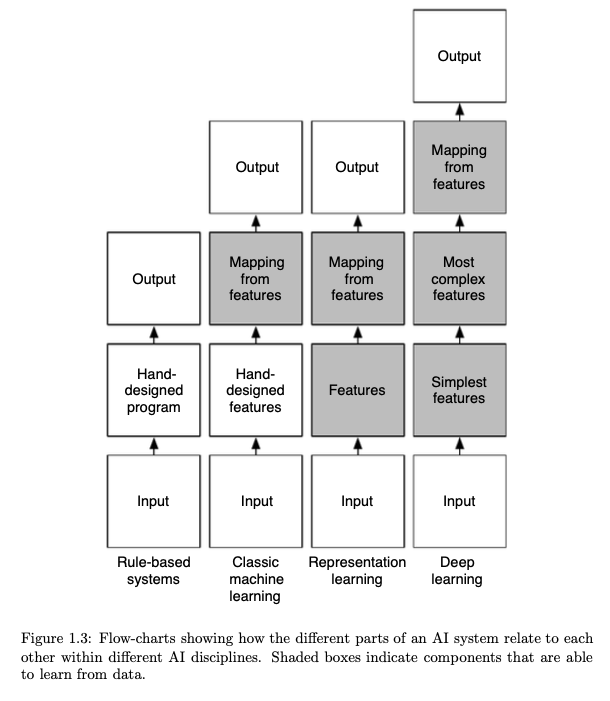 Output
Output
Output
Mapping
from
features
Output
Mapping
from
features
Mapping
from
features
Most
complex
features
Hand-
designed
program
Hand-
designed
features
Features
Simplest
features
Input
Input
Input
Input
Rule-based
systems
Classic
machine
learning
Representation
learning
Deep
learning
Figure 1.3: Flow-charts showing how the different parts of an AI system relate to each
other within different AI disciplines. Shaded boxes indicate components that are able
to learn from data.